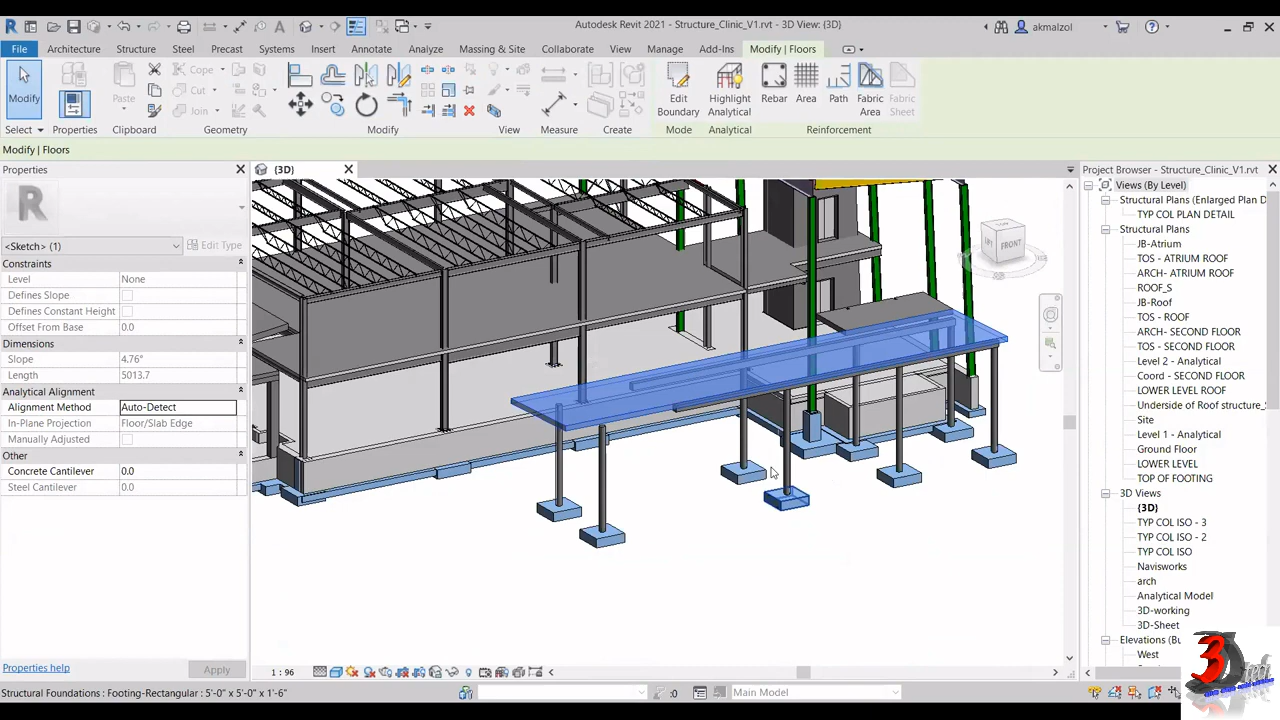 Autodesk Revit 2021 - Structure_Clinic_V1.rvt - 3D View: {3D}
akmalzol
File
Architecture
Structure
Steel
Precast
Systems
Insert
Annotate
Analyze
Massing & Site
Collaborate
View
Manage
Add-Ins
Modify | Floors
Modify
Paste
Cope
Cut
Join
Edit Boundary
Highlight Analytical
Rebar
Area
Path
Fabric Area
Fabric Sheet
Select
Properties
Clipboard
Geometry
Modify
View
Measure
Create
Mode
Analytical
Reinforcement
Modify | Floors
Properties
<Sketch> (1)
Edit Type
Constraints
Level None
Defines Slope
Defines Constant Height
Offset From Base 0.0
Dimensions
Slope 4.76°
Length 5013.7
Analytical Alignment
Alignment Method Auto-Detect
In-Plane Projection Floor/Slab Edge
Manually Adjusted
Other
Concrete Cantilever 0.0
Steel Cantilever 0.0
Properties help
Apply
{3D}
FRONT
1 : 96
Project Browser - Structure_Clinic_V1.rvt
Views (By Level)
Structural Plans (Enlarged Plan D
TYP COL PLAN DETAIL
Structural Plans
JB-Atrium
TOS - ATRIUM ROOF
ARCH- ATRIUM ROOF
ROOF_S
JB-Roof
TOS - ROOF
ARCH- SECOND FLOOR
TOS - SECOND FLOOR
Level 2 - Analytical
Coord - SECOND FLOOR
LOWER LEVEL ROOF
Underside of Roof structure_
Site
Level 1 - Analytical
Ground Floor
LOWER LEVEL
TOP OF FOOTING
3D Views
{3D}
TYP COL ISO - 3
TYP COL ISO - 2
TYP COL ISO
Navisworks
arch
Analytical Model
3D-working
3D-Sheet
Elevations (Bu
West
Structural Foundations : Footing-Rectangular : 5'-0" x 5'-0" x 1'-6"
:0
Main Model